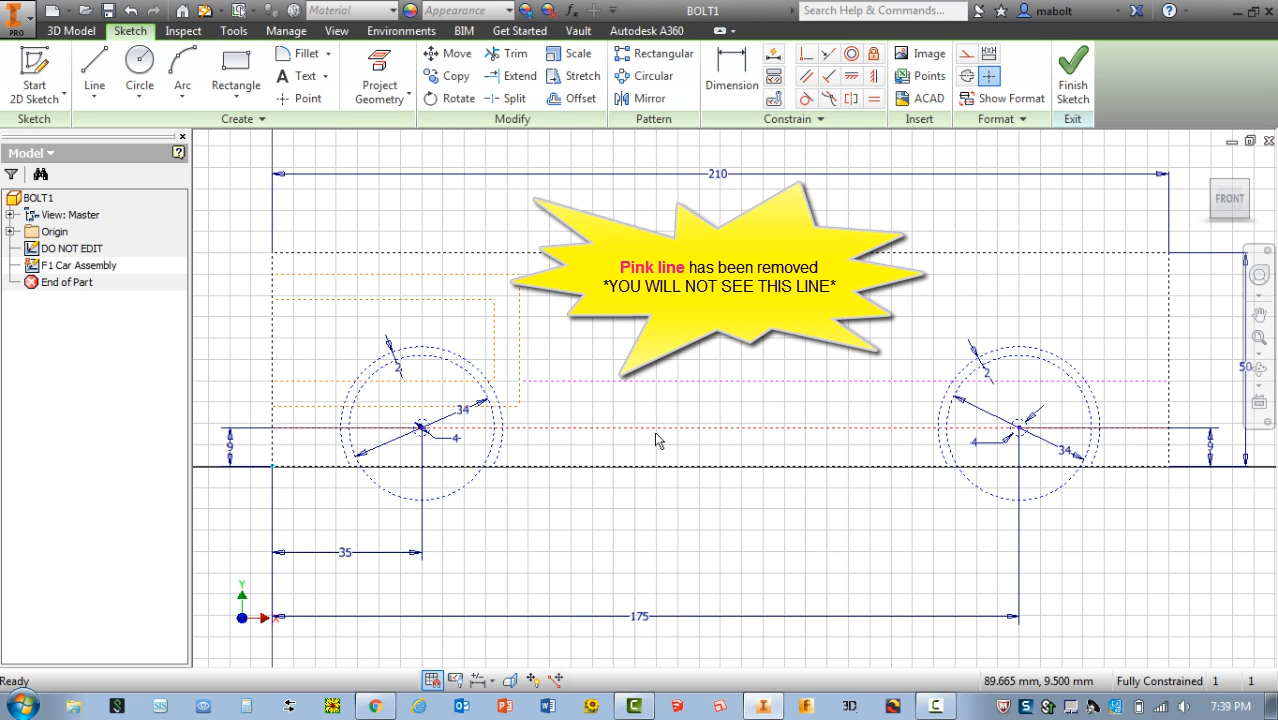 PRO
Material
Appearance
BOLT1
Search Help & Commands...
mabolt
3D Model
Sketch
Inspect
Tools
Manage
View
Environments
BIM
Get Started
Vault
Autodesk A360
Start
2D Sketch
Line
Circle
Arc
Rectangle
Fillet
Text
Point
Project
Geometry
Move
Copy
Rotate
Trim
Extend
Split
Scale
Stretch
Offset
Rectangular
Circular
Mirror
Dimension
Image
Points
ACAD
Show Format
Finish
Sketch
Sketch
Create
Modify
Pattern
Constrain
Insert
Format
Exit
Model
BOLT1
View: Master
Origin
DO NOT EDIT
F1 Car Assembly
End of Part
210
FRONT
Pink line has been removed
*YOU WILL NOT SEE THIS LINE*
2
2
50
34
4
4
34
9
9
35
175
Y
X
Ready
89.665 mm, 9.500 mm
Fully Constrained
1
1
3D
7:39 PM